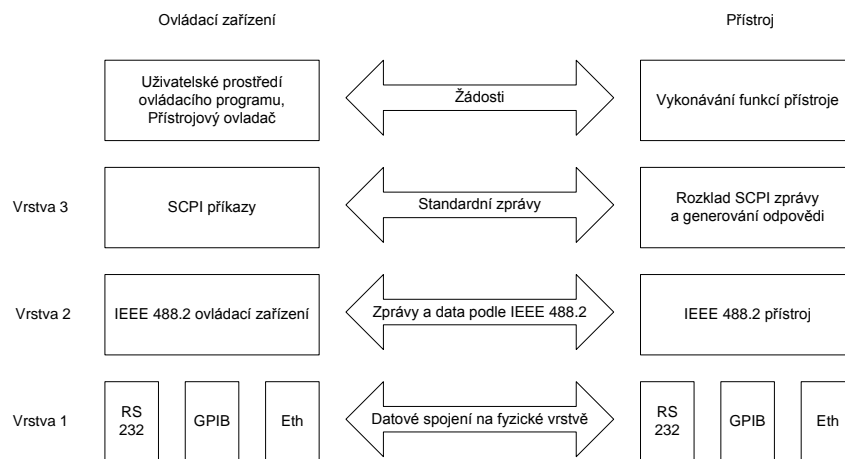 Ovládací zařízení
Přístroj
Uživatelské prostředí
ovládacího programu,
Přístrojový ovladač
Žádosti
Vykonávání funkcí přístroje
Vrstva 3
SCPI příkazy
Standardní zprávy
Rozklad SCPI zprávy
a generování odpovědi
Vrstva 2
IEEE 488.2 ovládací zařízení
Zprávy a data podle IEEE 488.2
IEEE 488.2 přístroj
Vrstva 1
RS
232
GPIB
Eth
Datové spojení na fyzické vrstvě
RS
232
GPIB
Eth